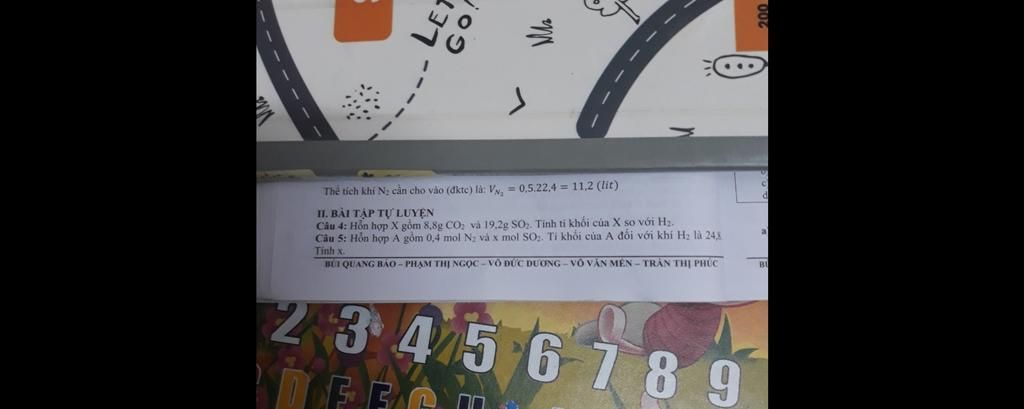 LET'
GO!
200
Thể tích khí N₂ cần cho vào (đktc) là: V_N₂ = 0,5.22,4 = 11,2 (lit)
II. BÀI TẬP TỰ LUYỆN
Câu 4: Hỗn hợp X gồm 8,8g CO₂ và 19,2g SO₂. Tính tỉ khối của X so với H₂.
Câu 5: Hỗn hợp A gồm 0,4 mol N₂ và x mol SO₂. Tỉ khối của A đối với khí H₂ là 24,8.
Tính x.
BÙI QUANG BẢO – PHẠM THỊ NGỌC – VÕ ĐỨC DƯƠNG – VÕ VĂN MẾN – TRẦN THỊ PHÚC
c
d
a
BÙ
2 3 4 5 6 7 8 9
D E F G H